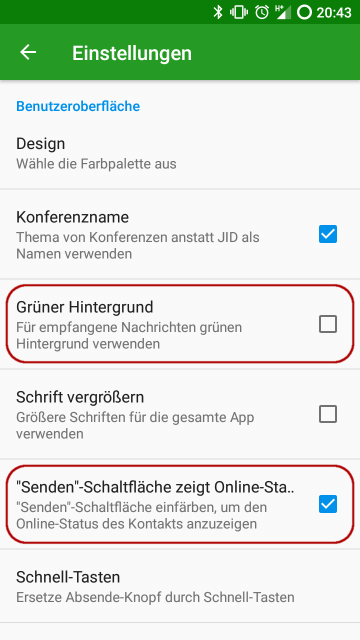 H+ 20:43
Einstellungen
Benutzeroberfläche
Design
Wähle die Farbpalette aus
Konferenzname
Thema von Konferenzen anstatt JID als
Namen verwenden
Grüner Hintergrund
Für empfangene Nachrichten grünen
Hintergrund verwenden
Schrift vergrößern
Größere Schriften für die gesamte App
verwenden
"Senden"-Schaltfläche zeigt Online-Sta..
"Senden"-Schaltfläche einfärben, um den
Online-Status des Kontakts anzuzeigen
Schnell-Tasten
Ersetze Absende-Knopf durch Schnell-Tasten